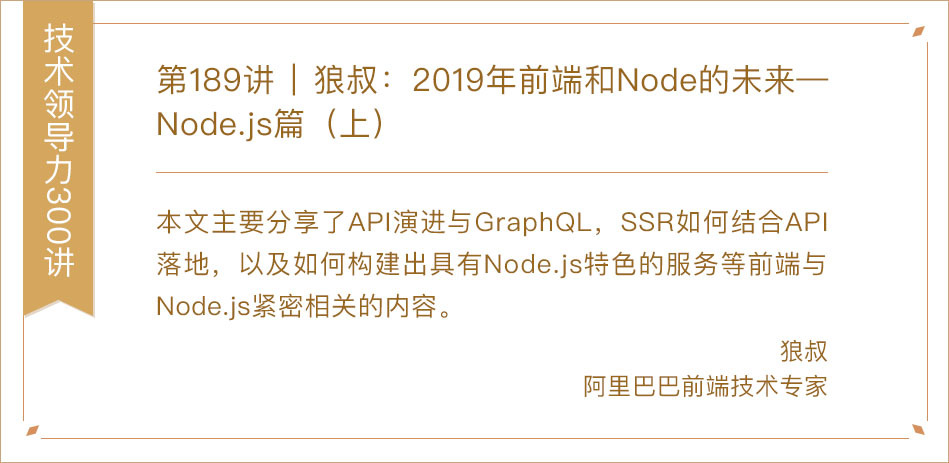 技术领导力300讲
第189讲 | 狼叔：2019年前端和Node的未来—
Node.js篇（上）
本文主要分享了API演进与GraphQL，SSR如何结合API
落地，以及如何构建出具有Node.js特色的服务等前端与
Node.js紧密相关的内容。
狼叔
阿里巴巴前端技术专家